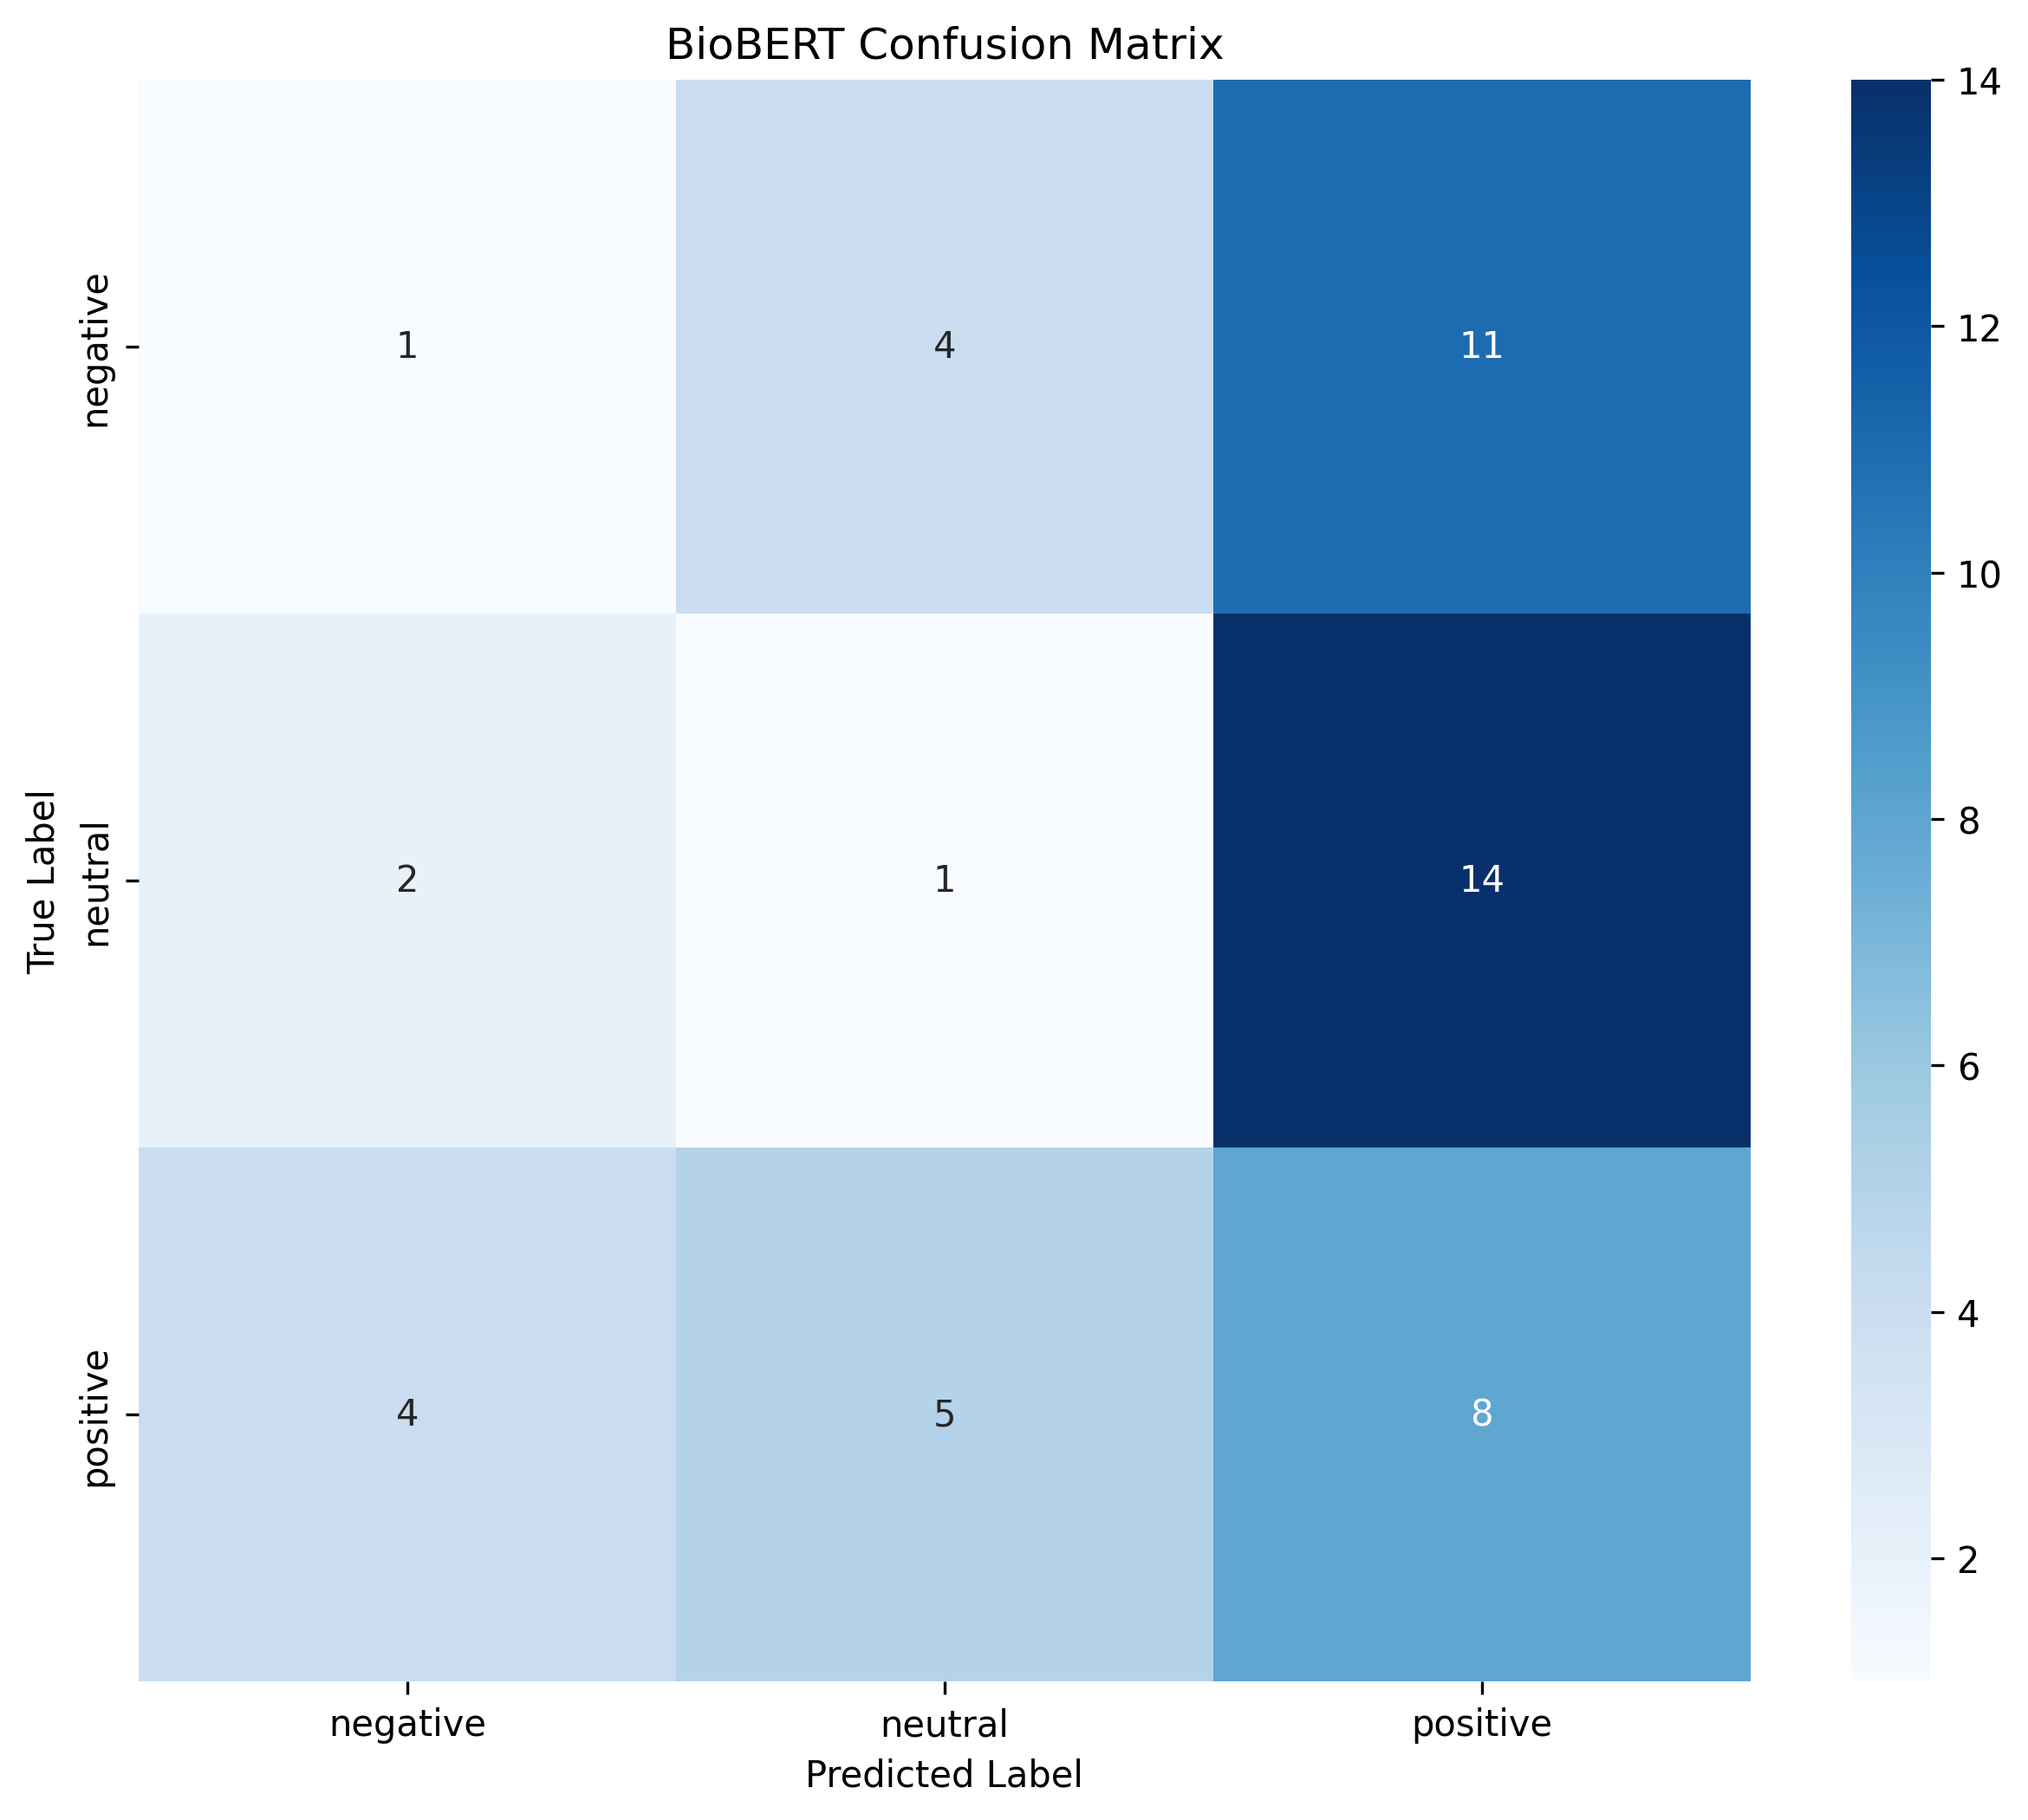 BioBERT Confusion Matrix
True Label
negative
1 4 11
neutral
2 1 14
positive
4 5 8
negative neutral positive
Predicted Label
14
12
10
8
6
4
2